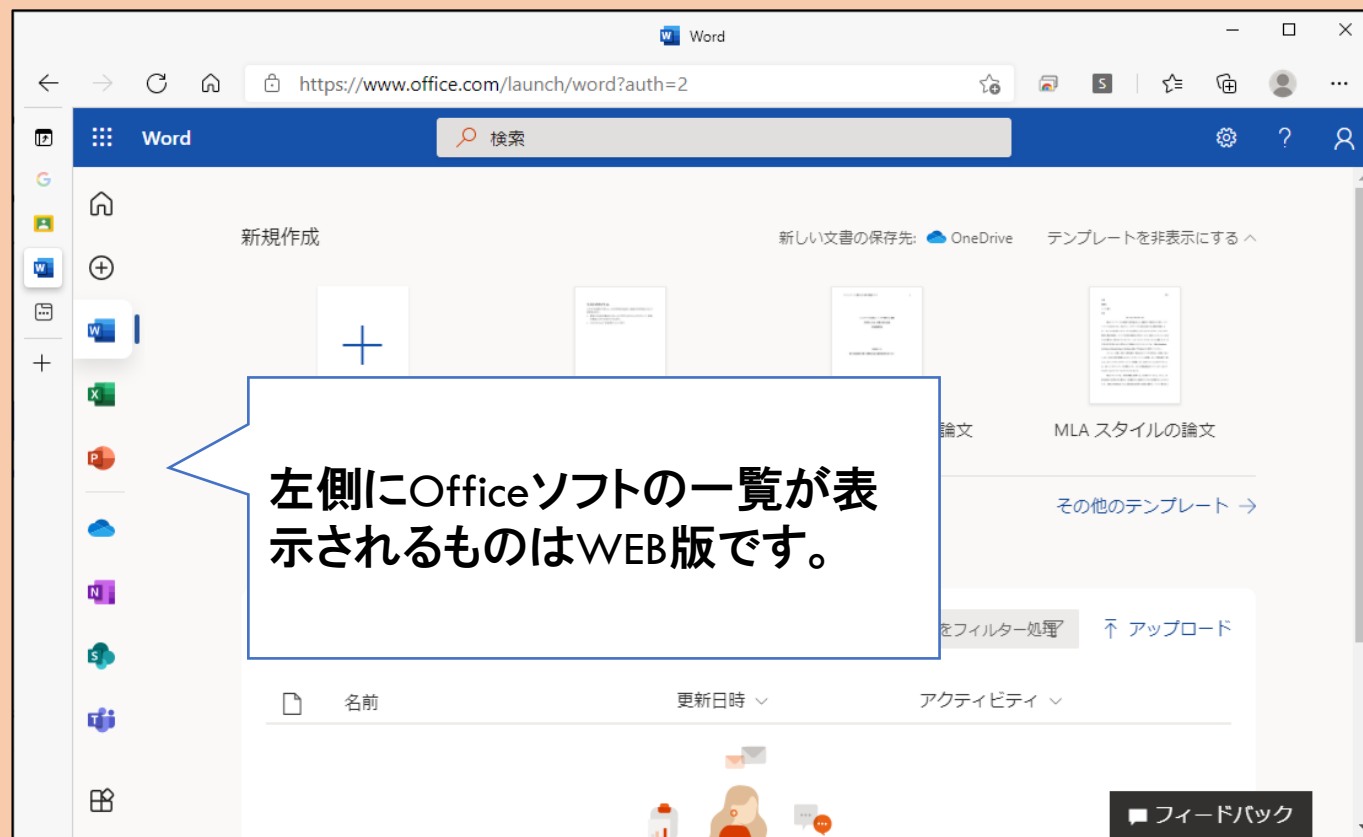 Word
https://www.office.com/launch/word?auth=2
S
Word
検索
?
新規作成
新しい文書の保存先: OneDrive
テンプレートを非表示にする
論文
MLA スタイルの論文
その他のテンプレート →
左側にOfficeソフトの一覧が表
示されるものはWEB版です。
をフィルター処理
アップロード
名前
更新日時
アクティビティ
フィードバック